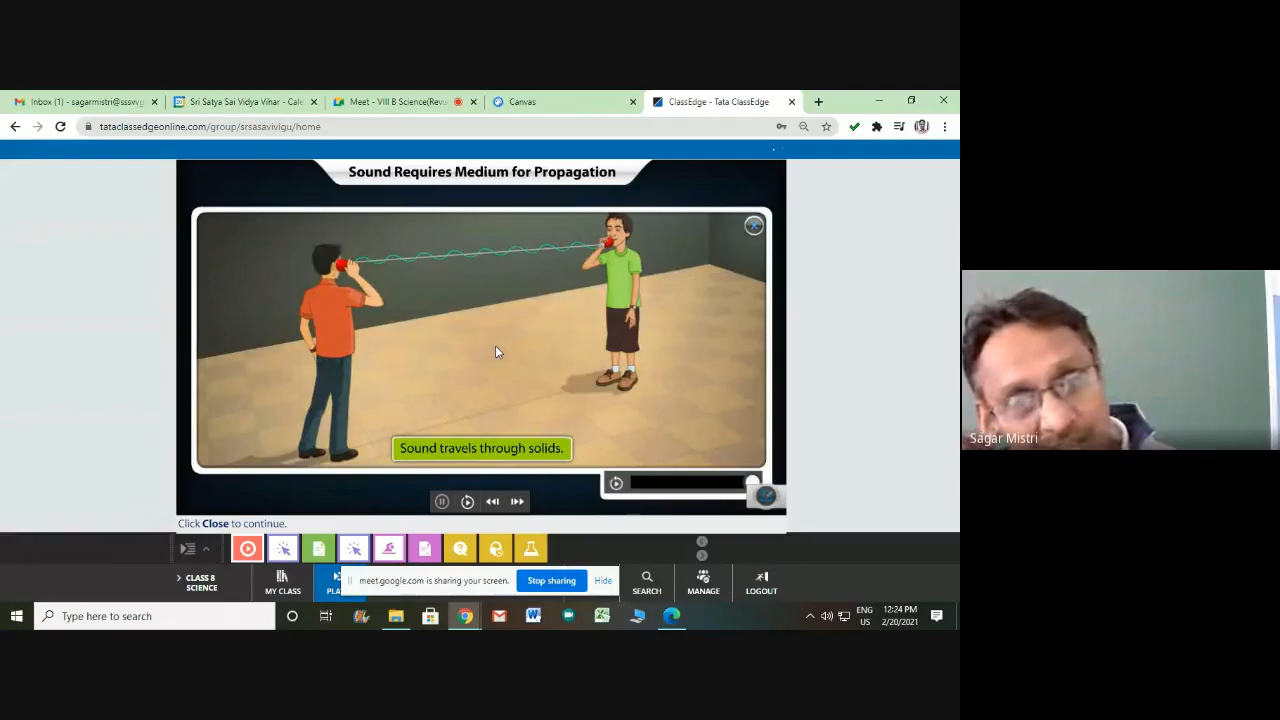 Inbox (1) - sagarmistri@sssvvg
Sri Satya Sai Vidya Vihar - Cale
Meet - VIII B Science(Revis
Canvas
ClassEdge - Tata ClassEdge
tataclassedgeonline.com/group/srsasavivigu/home
Sound Requires Medium for Propagation
Sound travels through solids.
Sagar Mistri
Click Close to continue.
CLASS 8
SCIENCE
MY CLASS
meet.google.com is sharing your screen.
Stop sharing
Hide
SEARCH
MANAGE
LOGOUT
Type here to search
ENG
US
12:24 PM
2/20/2021